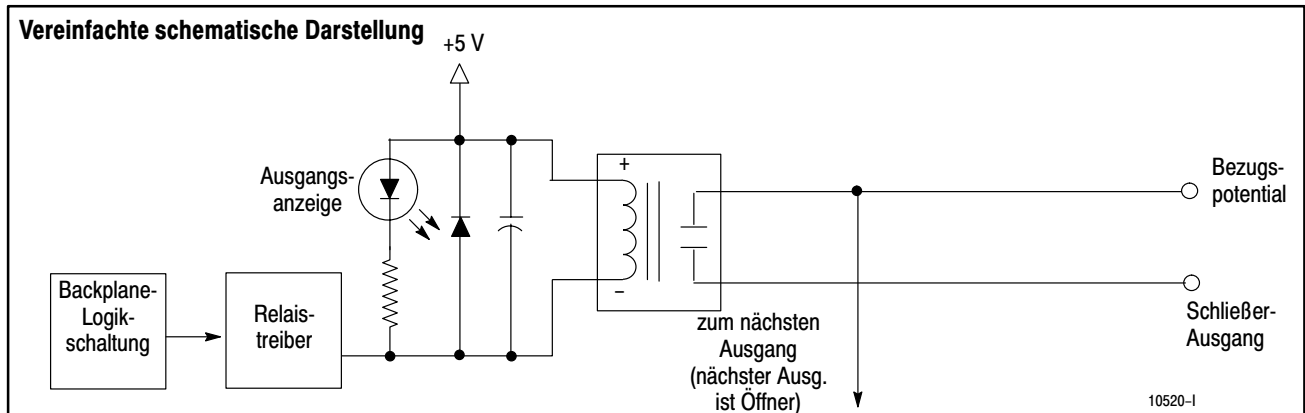 Vereinfachte schematische Darstellung
+5 V
Ausgangs-
anzeige
+
–
Bezugs-
potential
Backplane-
Logik-
schaltung
Relais-
treiber
zum nächsten
Ausgang
(nächster Ausg.
ist Öffner)
Schließer-
Ausgang
10520–I